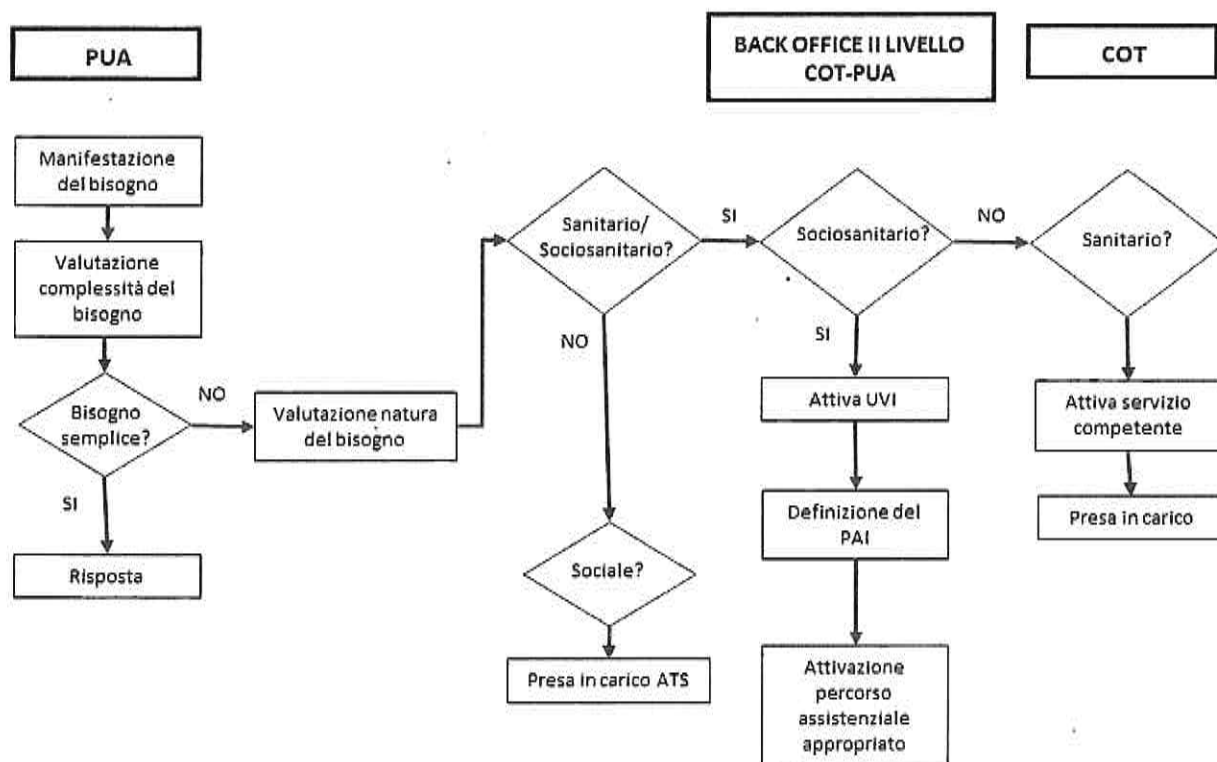 PUA
BACK OFFICE II LIVELLO
COT-PUA
COT
Manifestazione
del bisogno
Valutazione
complessità del
bisogno
Bisogno
semplice?
NO
SI
Risposta
Valutazione natura
del bisogno
Sanitario/
Sociosanitario?
SI
NO
Sociale?
Presa in carico ATS
Sociosanitario?
NO
SI
Attiva UVI
Definizione del
PAI
Attivazione
percorso
assistenziale
appropriato
Sanitario?
Attiva servizio
competente
Presa in carico